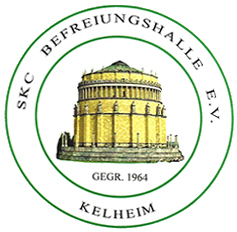 SKC BEFREIUNGSHALLE E.V.
GEGR. 1964
KELHEIM